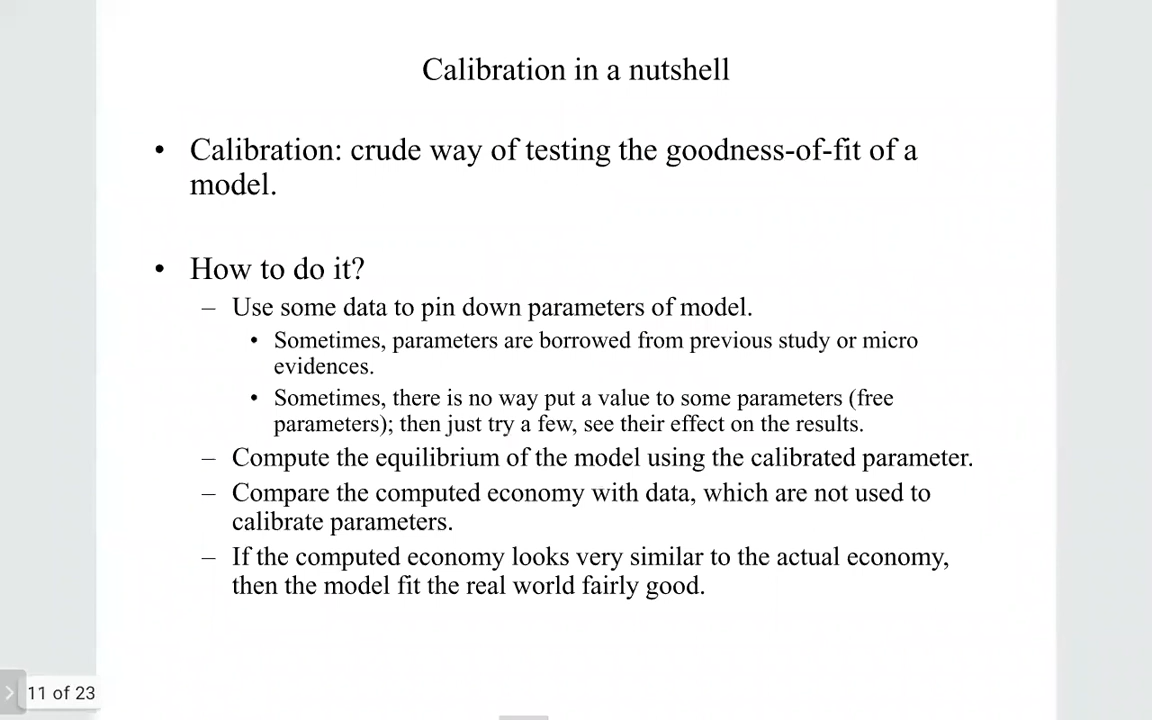 Calibration in a nutshell
• Calibration: crude way of testing the goodness-of-fit of a
model.
• How to do it?
– Use some data to pin down parameters of model.
• Sometimes, parameters are borrowed from previous study or micro
evidences.
• Sometimes, there is no way put a value to some parameters (free
parameters); then just try a few, see their effect on the results.
– Compute the equilibrium of the model using the calibrated parameter.
– Compare the computed economy with data, which are not used to
calibrate parameters.
– If the computed economy looks very similar to the actual economy,
then the model fit the real world fairly good.
11 of 23